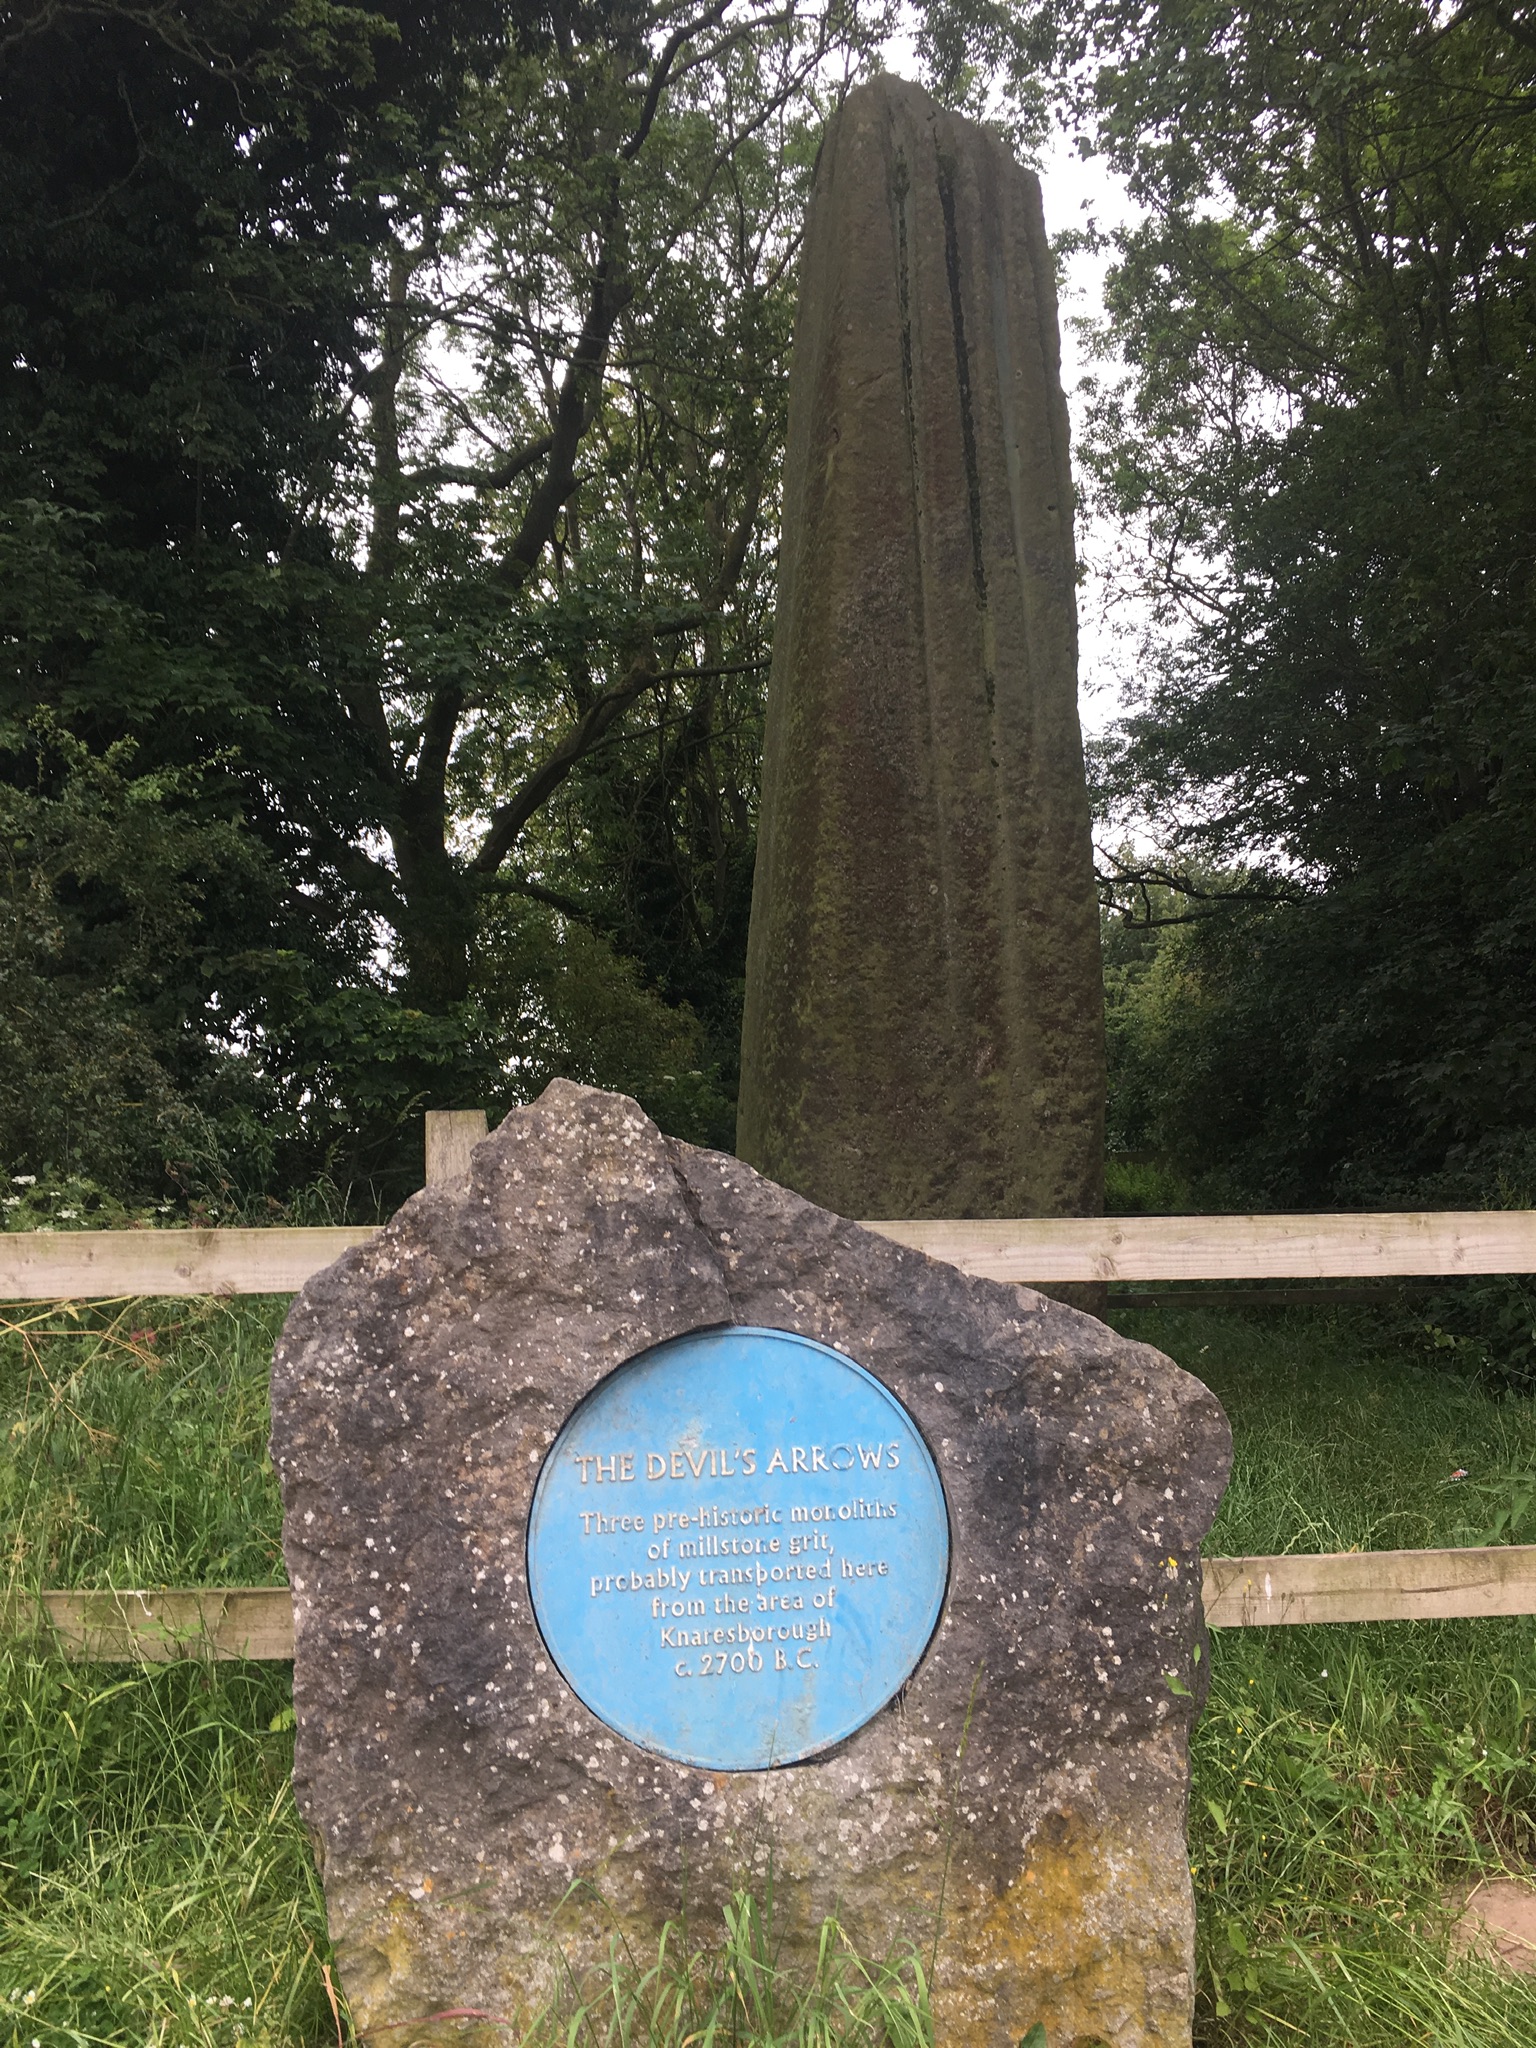 THE DEVIL'S ARROWS
Three pre-historic monoliths
of millstone grit,
probably transported here
from the area of
Knaresborough
c. 2700 B.C.